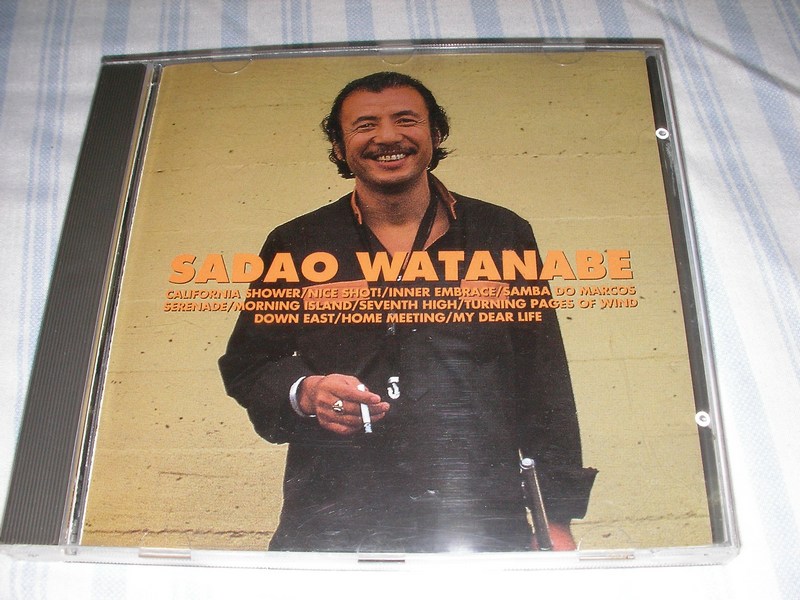 SADAO WATANABE
CALIFORNIA SHOWER/NICE SHOT!/INNER EMBRACE/SAMBA DO MARCOS
SERENADE/MORNING ISLAND/SEVENTH HIGH/TURNING PAGES OF WIND
DOWN EAST/HOME MEETING/MY DEAR LIFE